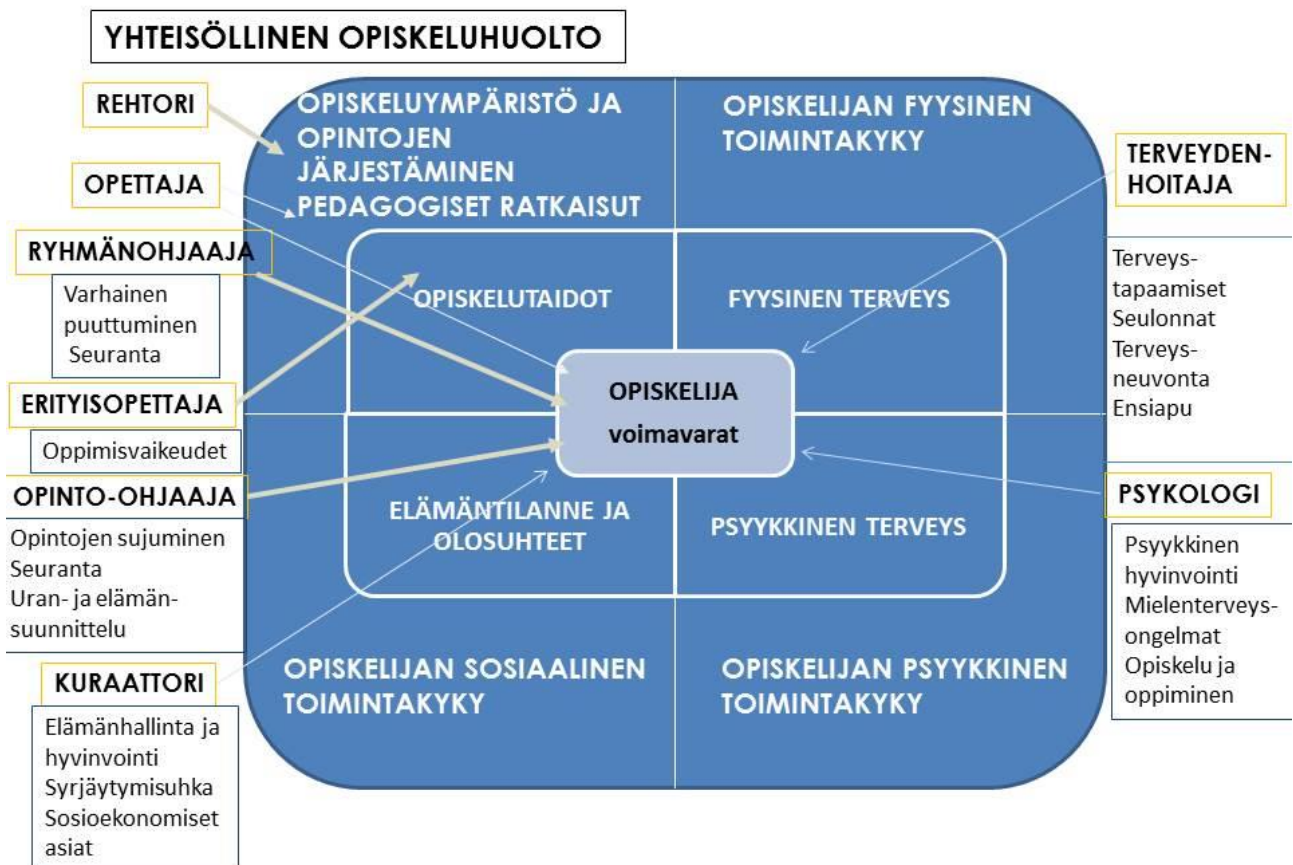 YHTEISÖLLINEN OPISKELUHUOLTO
REHTORI
OPETTAJA
RYHMÄNOHJAAJA
Varhainen
puuttuminen
Seuranta
ERITYISOPETTAJA
Oppimisvaikeudet
OPINTO-OHJAAJA
Opintojen sujuminen
Seuranta
Uran- ja elämän-
suunnittelu
KURAATTORI
Elämänhallinta ja
hyvinvointi
Syrjäytymisuhka
Sosioekonomiset
asiat
OPISKELUYMPÄRISTÖ JA
OPINTOJEN
JÄRJESTÄMINEN
PEDAGOGISET RATKAISUT
OPISKELIJAN FYYSINEN
TOIMINTAKYKY
OPISKELUTAIDOT
FYYSINEN TERVEYS
OPISKELIJA
voimavarat
ELÄMÄNTILANNE JA
OLOSUHTEET
PSYYKKINEN TERVEYS
OPISKELIJAN SOSIAALINEN
TOIMINTAKYKY
OPISKELIJAN PSYYKKINEN
TOIMINTAKYKY
TERVEYDEN-
HOITAJA
Terveys-
tapaamiset
Seulonnat
Terveys-
neuvonta
Ensiapu
PSYKOLOGI
Psyykkinen
hyvinvointi
Mielenterveys-
ongelmat
Opiskelu ja
oppiminen